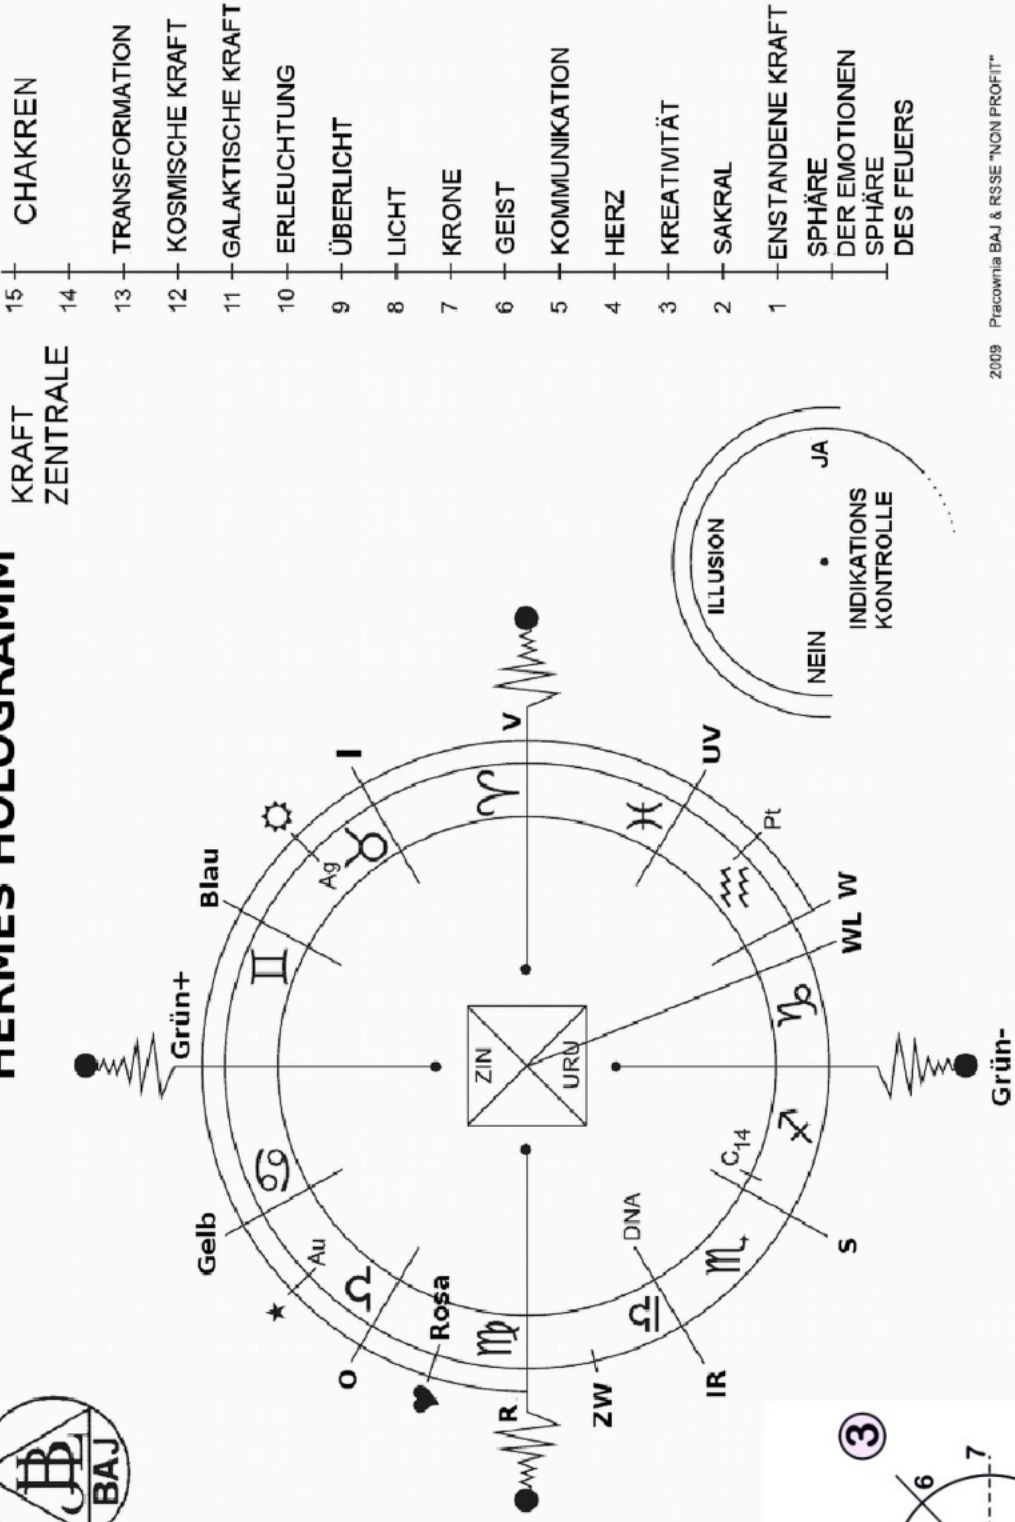 HERMES HOLOGRAMM
BAJ
KRAFT
ZENTRALE
CHAKREN
15
14
13 TRANSFORMATION
12 KOSMISCHE KRAFT
11 GALAKTISCHE KRAFT
10 ERLEUCHTUNG
9 ÜBERLICHT
8 LICHT
7 KRONE
6 GEIST
5 KOMMUNIKATION
4 HERZ
3 KREATIVITÄT
2 SAKRAL
1 ENSTANDENE KRAFT
SPHÄRE
DER EMOTIONEN
SPHÄRE
DES FEUERS
Grün+
Blau
Ag
I
V
UV
Pt
W
WL
Grün-
S
C14
DNA
IR
ZW
R
Rosa
O
Au
Gelb
ZIN
URU
ILLUSION
NEIN
JA
INDIKATIONS
KONTROLLE
2009 Pracownia BAJ & RSSE "NON PROFIT"
3
6
7